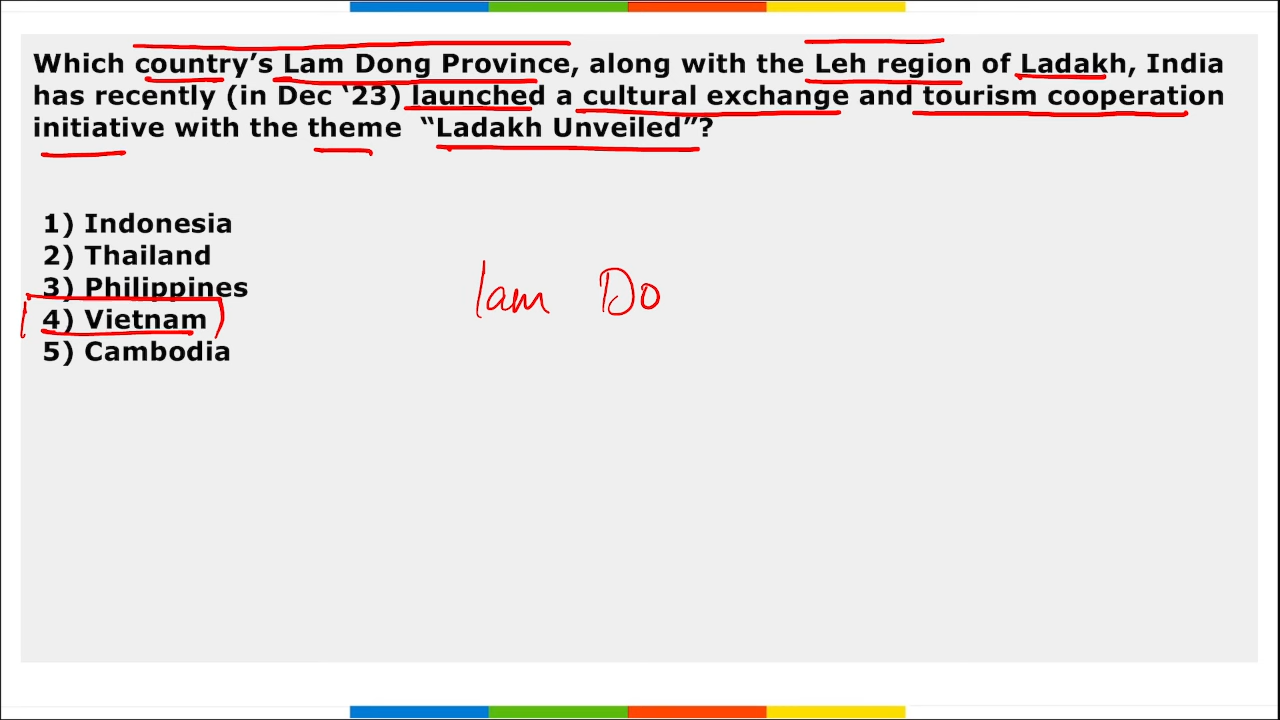 Which country’s Lam Dong Province, along with the Leh region of Ladakh, India
has recently (in Dec ‘23) launched a cultural exchange and tourism cooperation
initiative with the theme “Ladakh Unveiled”?
1) Indonesia
2) Thailand
3) Philippines
4) Vietnam
5) Cambodia
lam Do